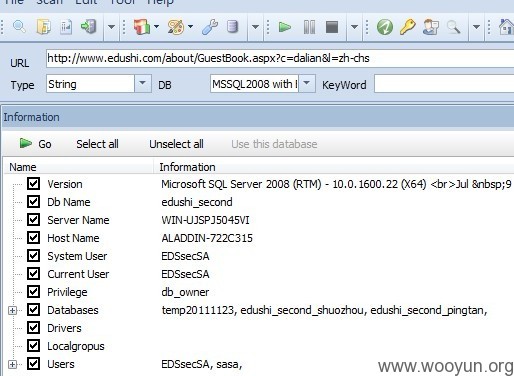 Scan Edit Tool Help
URL http://www.edushi.com/about/GuestBook.aspx?c=dalian&l=zh-chs
Type String DB MSSQL2008 with KeyWord
Information
Go Select all Unselect all Use this database
Name Information
Version Microsoft SQL Server 2008 (RTM) - 10.0.1600.22 (X64) <br>Jul &nbsp;9
Db Name edushi_second
Server Name WIN-UJSPJ5045VI
Host Name ALADDIN-722C315
System User EDSsecSA
Current User EDSsecSA
Privilege db_owner
Databases temp20111123, edushi_second_shuozhou, edushi_second_pingtan,
Drivers
Localgropus
Users EDSsecSA, sasa,
www.wooyun.org